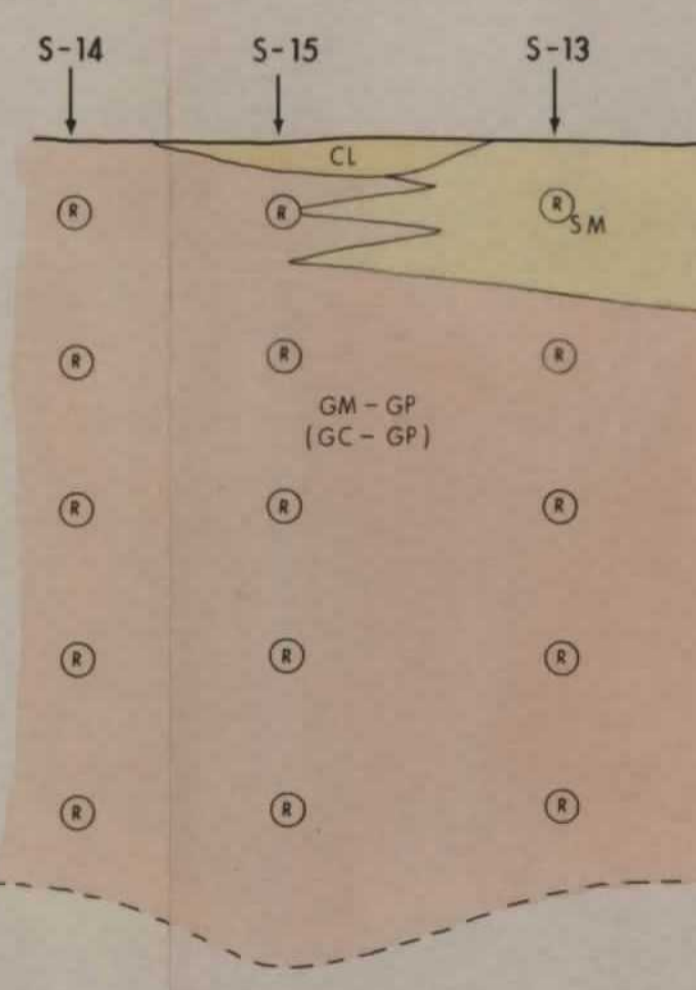 S-14 S-15 S-13
CL
R R R
SM
R R R
GM - GP
(GC - GP)
R R R
R R R
R R R